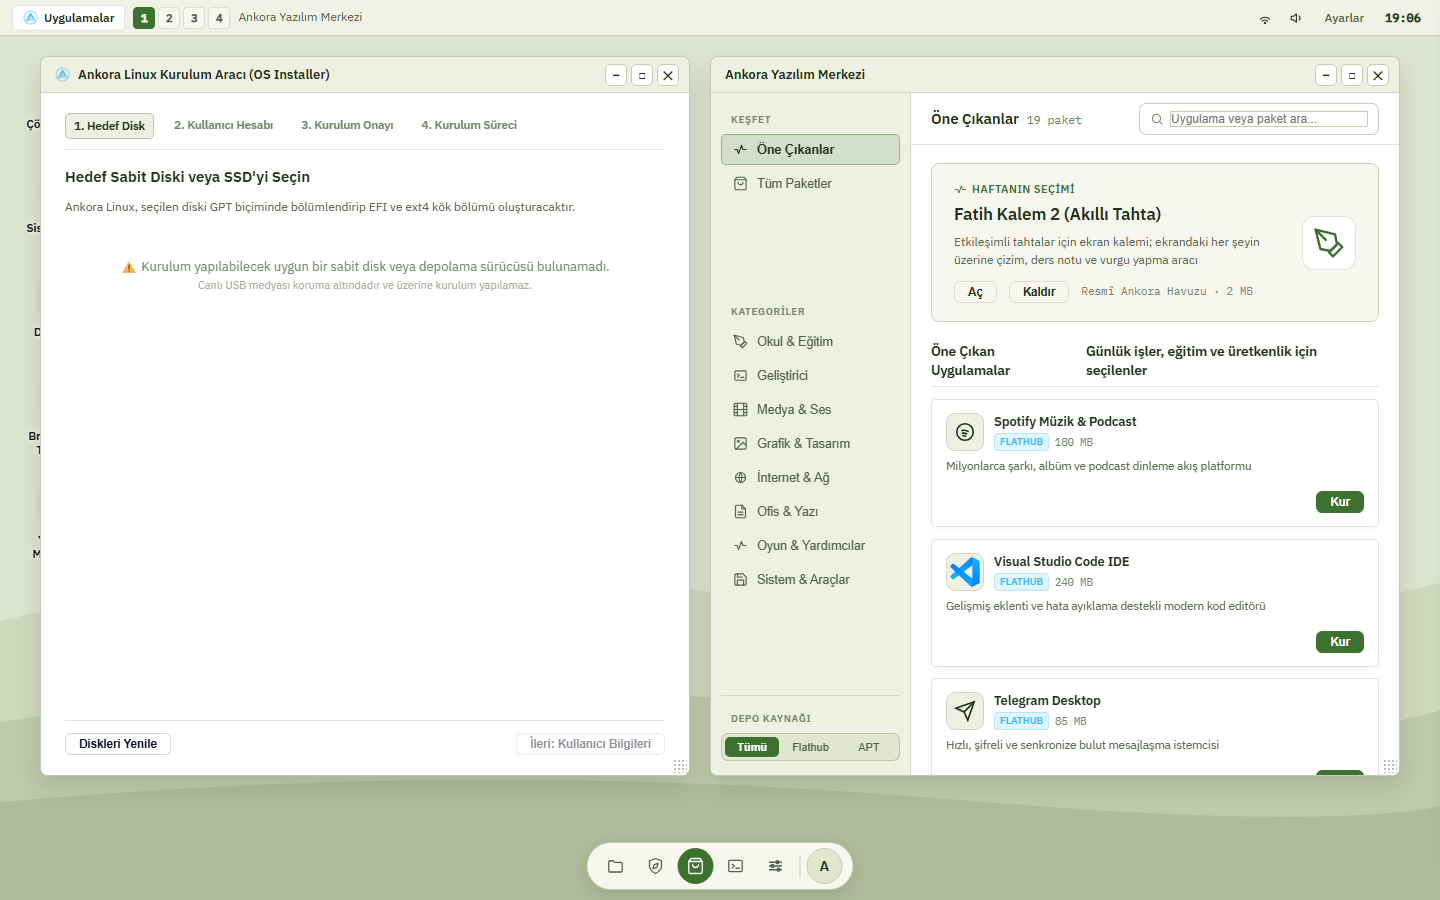 Uygulamalar
1
2
3
4
Ankora Yazılım Merkezi
Ayarlar
19:06
Ankora Linux Kurulum Aracı (OS Installer)
1. Hedef Disk
2. Kullanıcı Hesabı
3. Kurulum Onayı
4. Kurulum Süreci
Hedef Sabit Diski veya SSD'yi Seçin
Ankora Linux, seçilen diski GPT biçiminde bölümlendirip EFI ve ext4 kök bölümü oluşturacaktır.
Kurulum yapılabilecek uygun bir sabit disk veya depolama sürücüsü bulunamadı.
Canlı USB medyası koruma altındadır ve üzerine kurulum yapılamaz.
Diskleri Yenile
İleri: Kullanıcı Bilgileri
Ankora Yazılım Merkezi
KEŞFET
Öne Çıkanlar
Tüm Paketler
KATEGORİLER
Okul & Eğitim
Geliştirici
Medya & Ses
Grafik & Tasarım
İnternet & Ağ
Ofis & Yazı
Oyun & Yardımcılar
Sistem & Araçlar
DEPO KAYNAĞI
Tümü
Flathub
APT
Öne Çıkanlar
19 paket
Uygulama veya paket ara...
HAFTANIN SEÇİMİ
Fatih Kalem 2 (Akıllı Tahta)
Etkileşimli tahtalar için ekran kalemi; ekrandaki her şeyin
üzerine çizim, ders notu ve vurgu yapma aracı
Aç
Kaldır
Resmî Ankora Havuzu · 2 MB
Öne Çıkan
Uygulamalar
Günlük işler, eğitim ve üretkenlik için
seçilenler
Spotify Müzik & Podcast
FLATHUB
180 MB
Milyonlarca şarkı, albüm ve podcast dinleme akış platformu
Kur
Visual Studio Code IDE
FLATHUB
240 MB
Gelişmiş eklenti ve hata ayıklama destekli modern kod editörü
Kur
Telegram Desktop
FLATHUB
85 MB
Hızlı, şifreli ve senkronize bulut mesajlaşma istemcisi
A